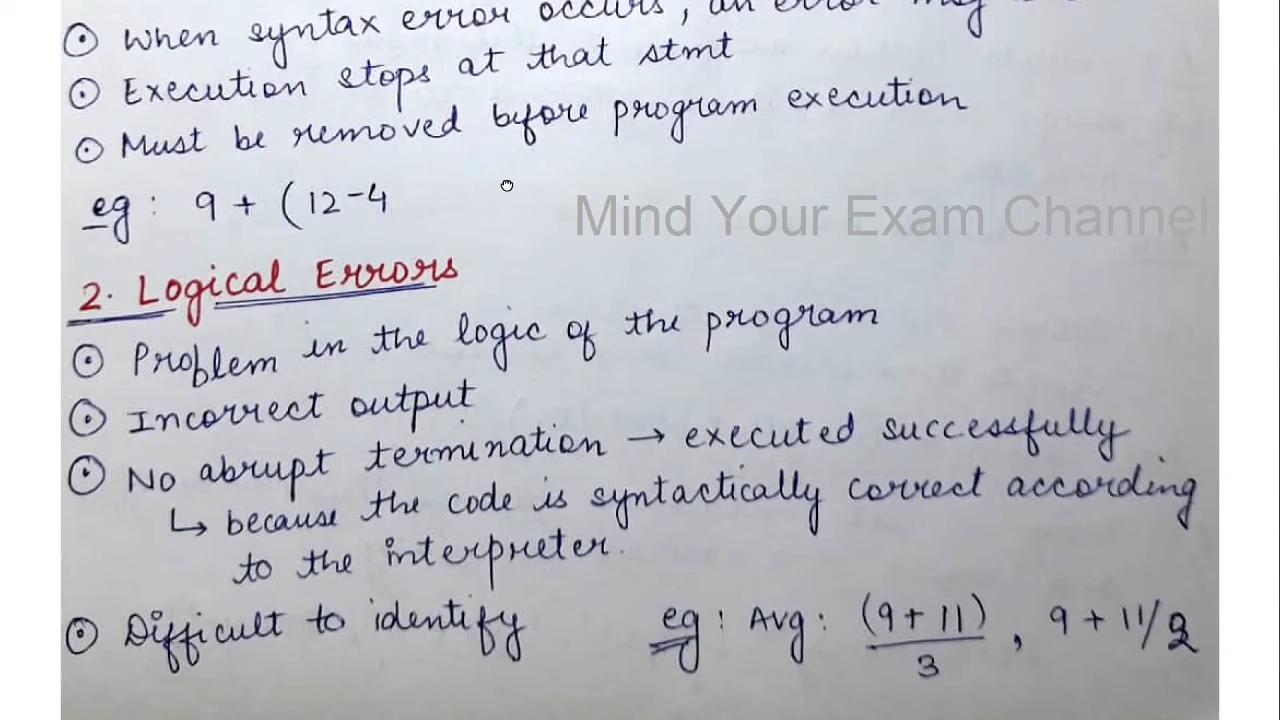 ⊙ When syntax error occurs, an error
⊙ Execution stops at that stmt
⊙ Must be removed before program execution
eg : 9 + (12-4
Mind Your Exam Channel
2. Logical Errors
⊙ Problem in the logic of the program
⊙ Incorrect output
⊙ No abrupt termination → executed successfully
↳ because the code is syntactically correct according
to the interpreter.
⊙ Difficult to identify eg : Avg : (9+11)/3 , 9+11/2